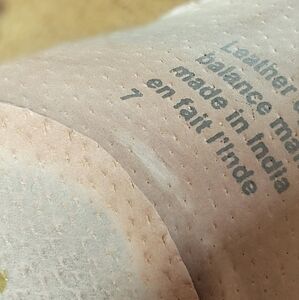 Leather
balance ma
made in India
en fait l'Inde
7